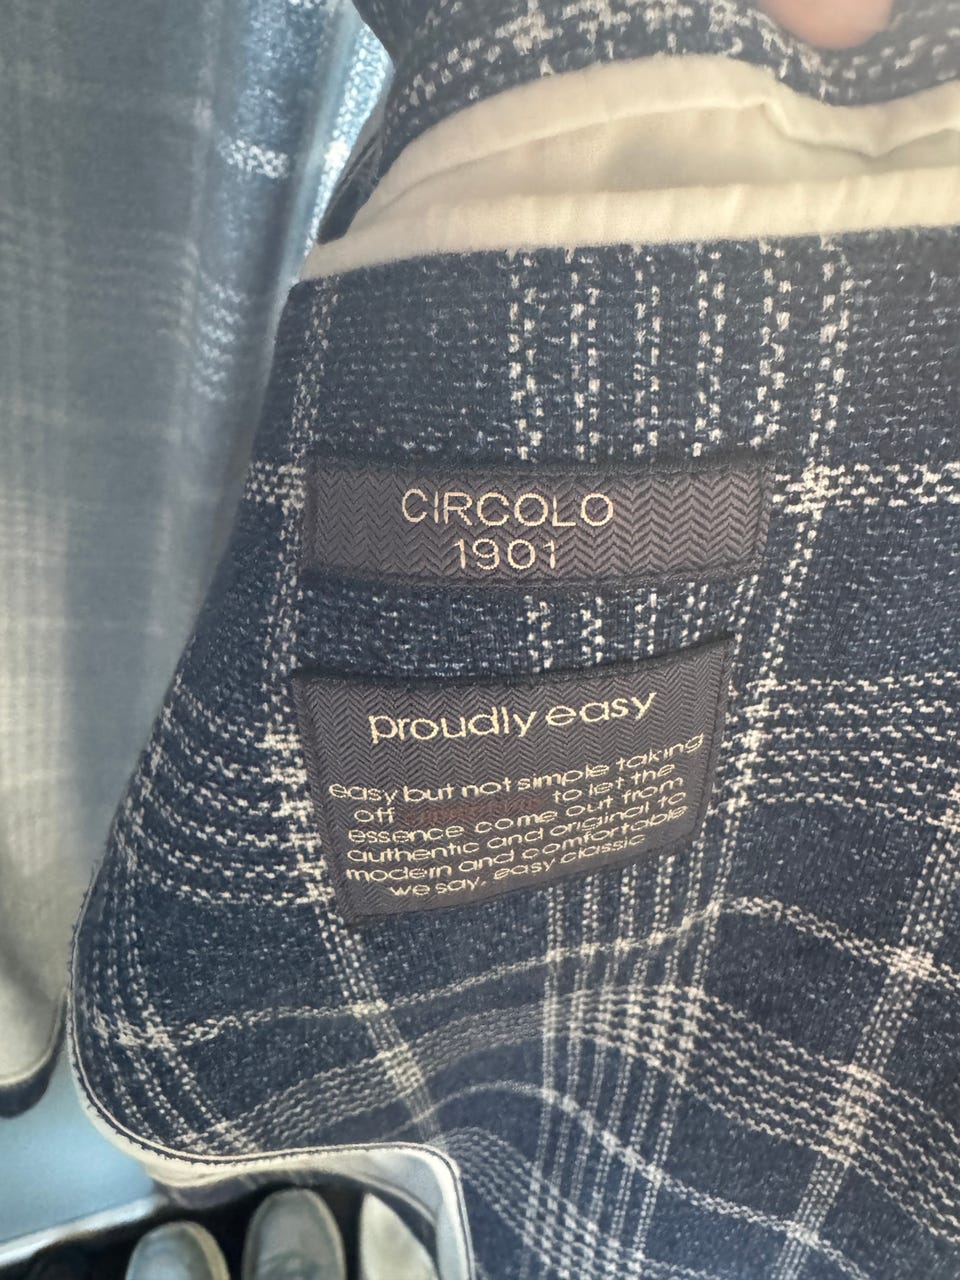 CIRCOLO
1901
proudly easy
easy but not simple taking
off to let the
essence come out from
authentic and original to
modern and comfortable
we say, easy classic